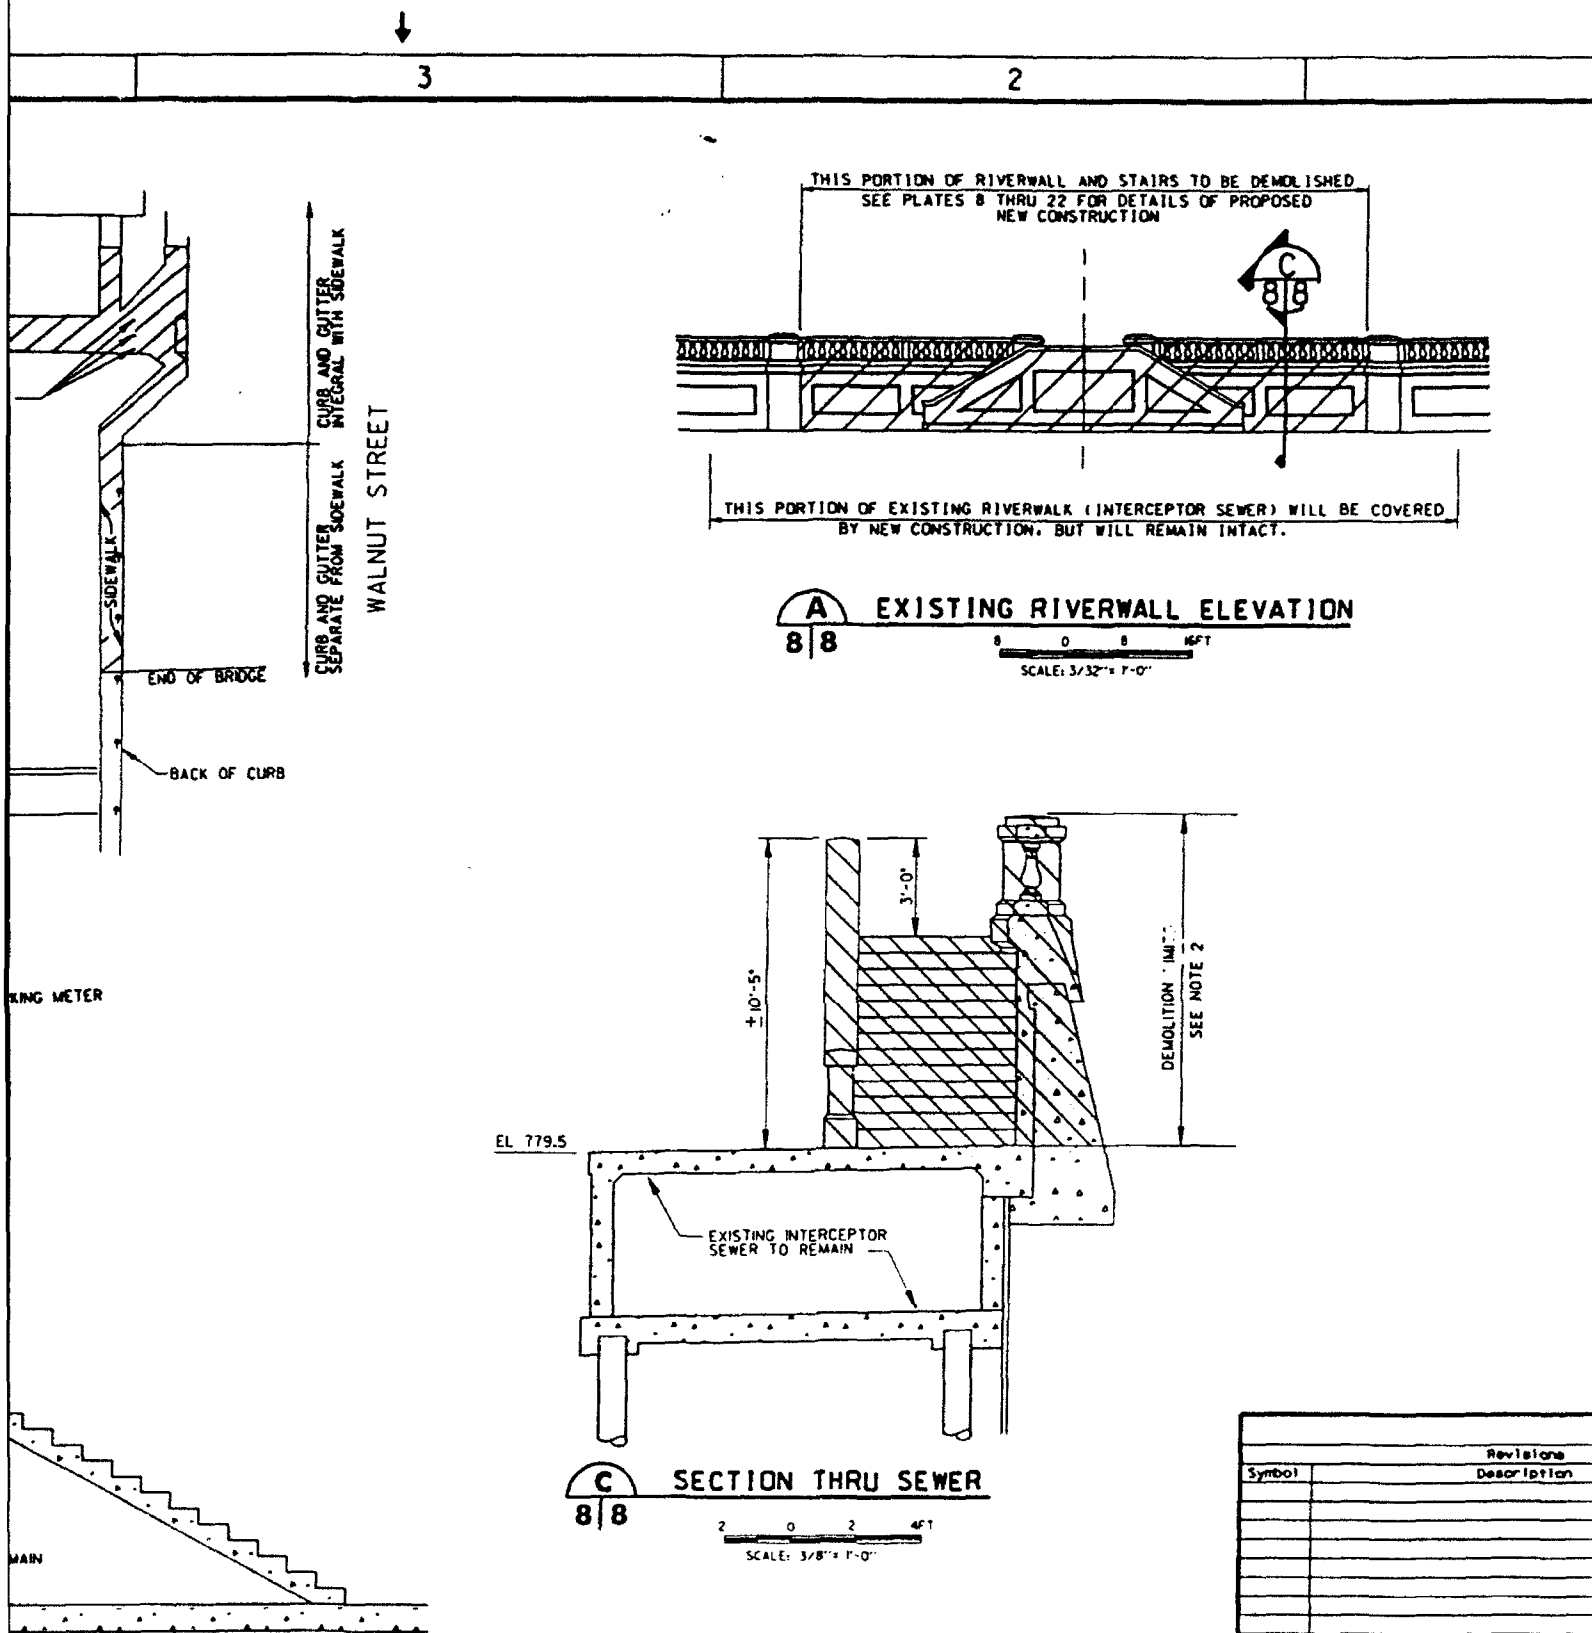 3
2
THIS PORTION OF RIVERWALL AND STAIRS TO BE DEMOLISHED
SEE PLATES 8 THRU 22 FOR DETAILS OF PROPOSED
NEW CONSTRUCTION
C
8 8
CURB AND GUTTER
INTEGRAL WITH SIDEWALK
CURB AND GUTTER
SEPARATE FROM SIDEWALK
WALNUT STREET
SIDEWALK
END OF BRIDGE
BACK OF CURB
THIS PORTION OF EXISTING RIVERWALK (INTERCEPTOR SEWER) WILL BE COVERED
BY NEW CONSTRUCTION. BUT WILL REMAIN INTACT.
A
8 8
EXISTING RIVERWALL ELEVATION
8 0 8 16FT
SCALE: 3/32"= 1'-0"
3'-0"
±10'-5"
DEMOLITION
SEE NOTE 2
KING METER
EL 779.5
EXISTING INTERCEPTOR
SEWER TO REMAIN
C
8 8
SECTION THRU SEWER
2 0 2 4FT
SCALE: 3/8"= 1'-0"
MAIN
Revisions
Symbol Description